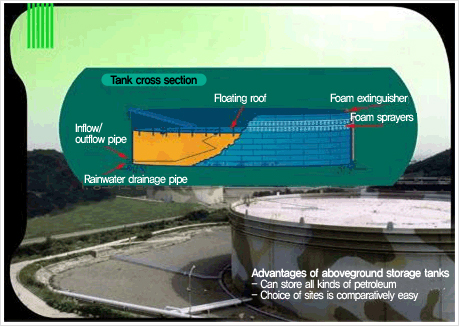 Tank cross section
Floating roof
Foam extinguisher
Foam sprayers
Inflow/
outflow pipe
Rainwater drainage pipe
Advantages of aboveground storage tanks
- Can store all kinds of petroleum
- Choice of sites is comparatively easy